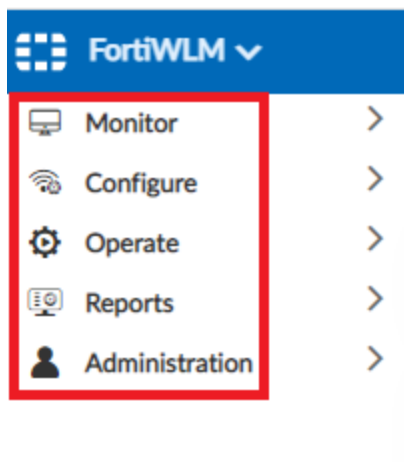 FortiWLM
Monitor
Configure
Operate
Reports
Administration